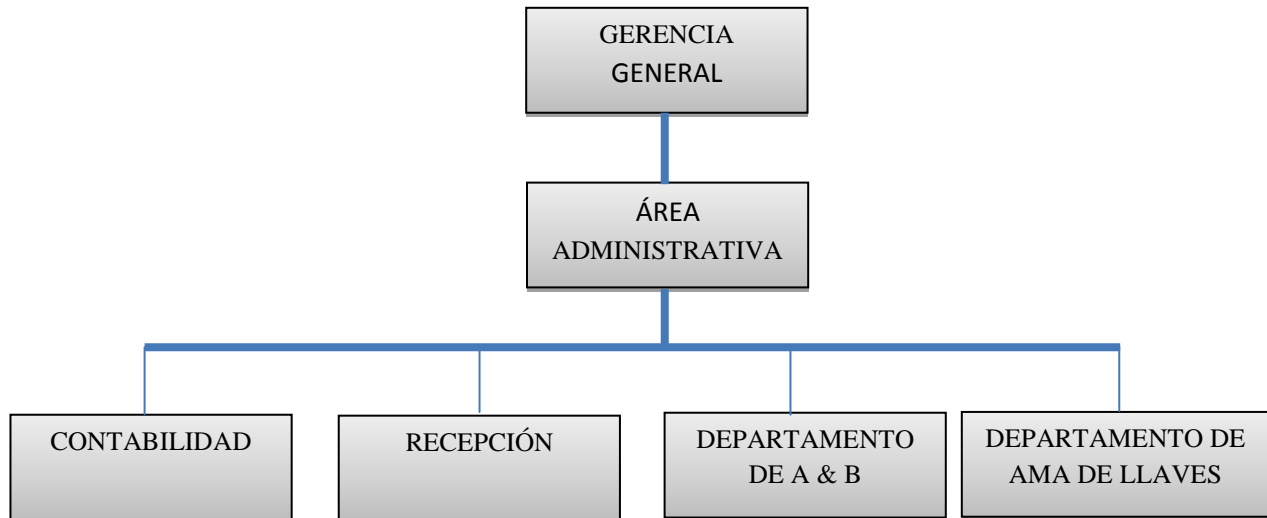 GERENCIA
GENERAL
ÁREA
ADMINISTRATIVA
CONTABILIDAD
RECEPCIÓN
DEPARTAMENTO
DE A & B
DEPARTAMENTO DE
AMA DE LLAVES